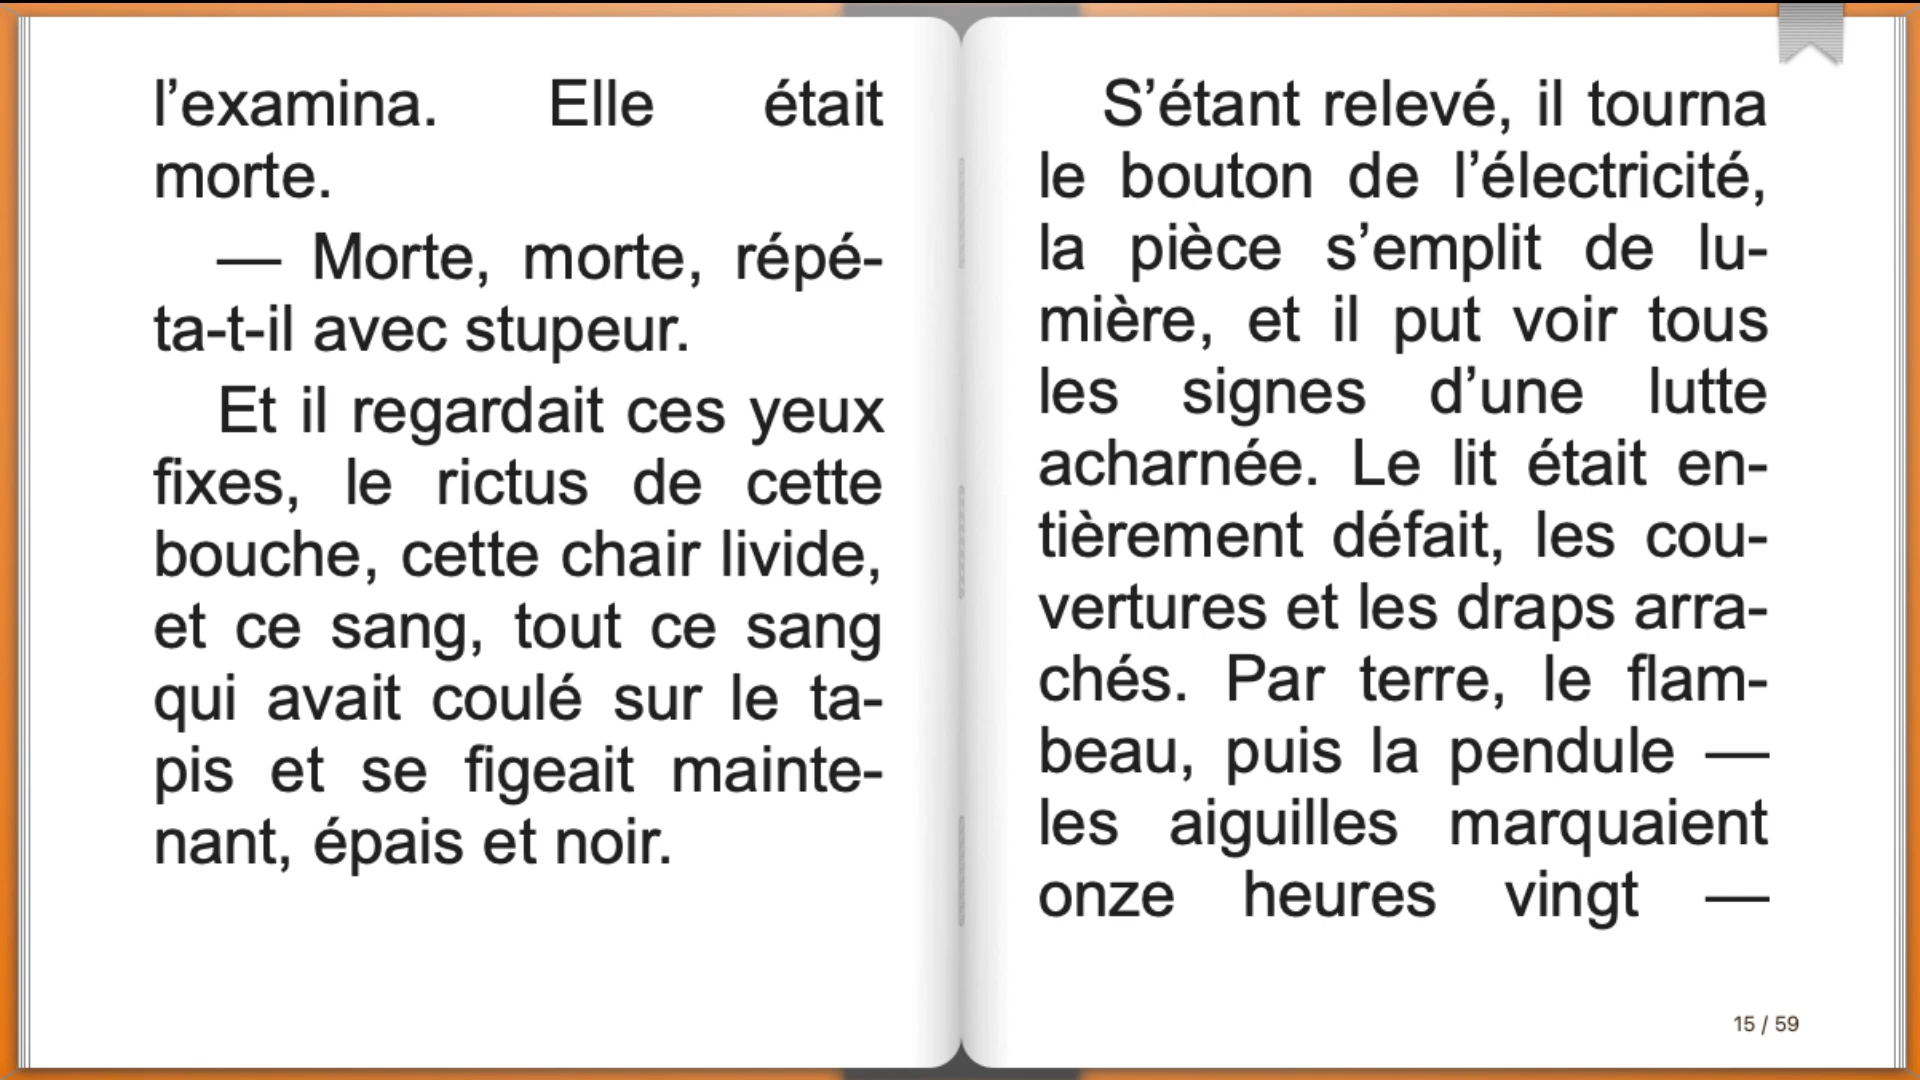 l’examina. Elle était
morte.
— Morte, morte, répé-
ta-t-il avec stupeur.
Et il regardait ces yeux
fixes, le rictus de cette
bouche, cette chair livide,
et ce sang, tout ce sang
qui avait coulé sur le ta-
pis et se figeait mainte-
nant, épais et noir.
S’étant relevé, il tourna
le bouton de l’électricité,
la pièce s’emplit de lu-
mière, et il put voir tous
les signes d’une lutte
acharnée. Le lit était en-
tièrement défait, les cou-
vertures et les draps arra-
chés. Par terre, le flam-
beau, puis la pendule —
les aiguilles marquaient
onze heures vingt —
15 / 59